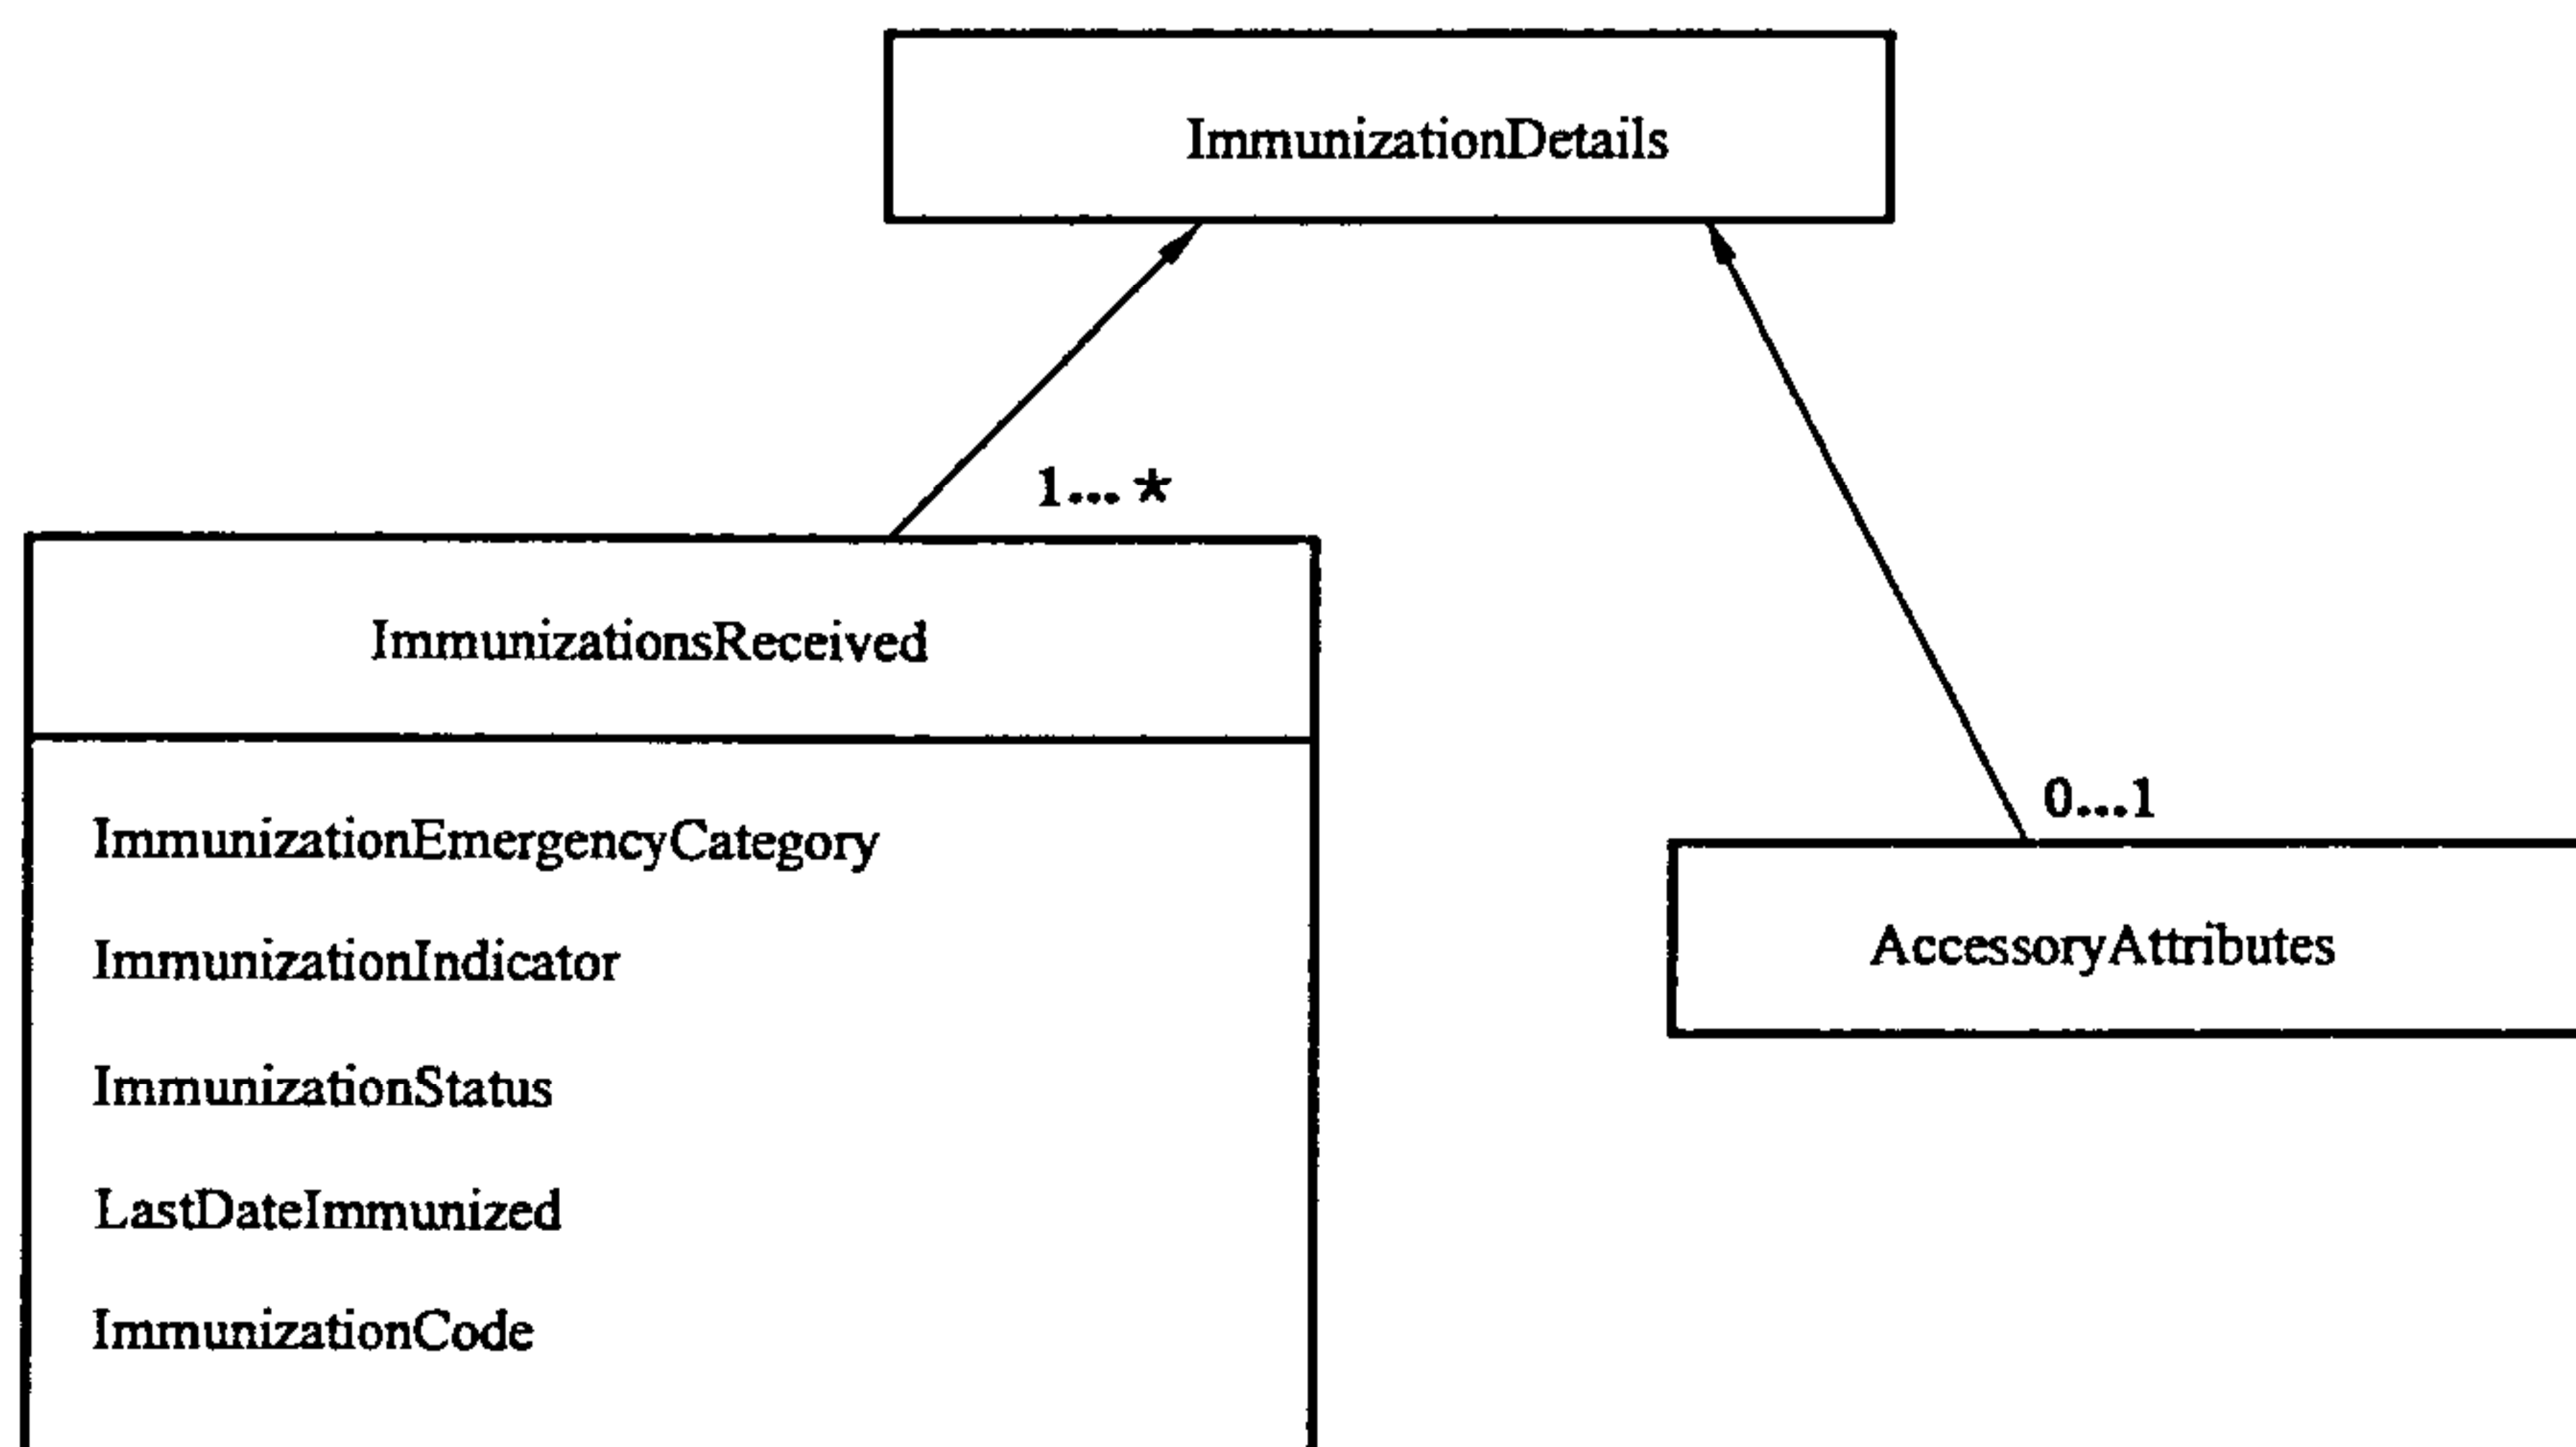 ImmunizationDetails
1... *
ImmunizationsReceived
ImmunizationEmergencyCategory
ImmunizationIndicator
ImmunizationStatus
LastDateImmunized
ImmunizationCode
0...1
AccessoryAttributes